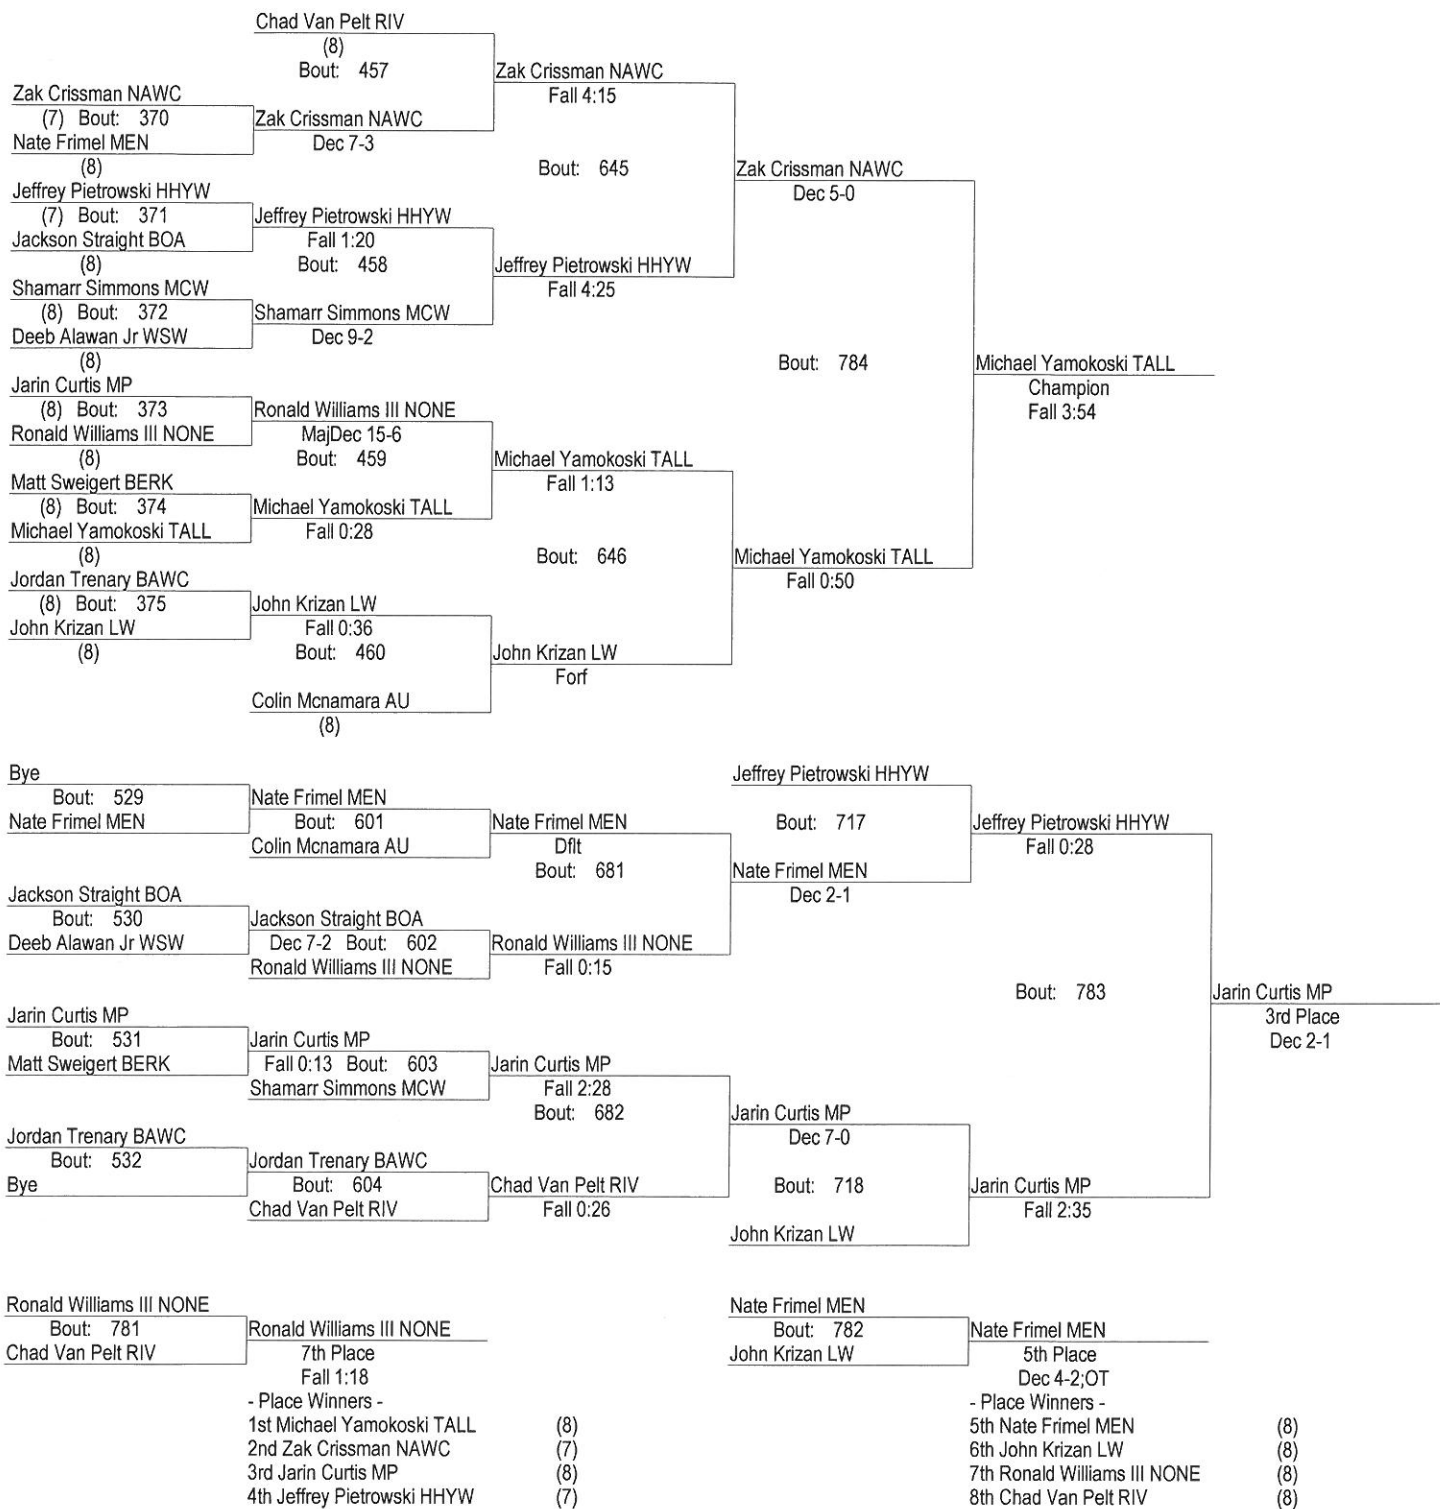 Chad Van Pelt RIV
(8)
Bout: 457
Zak Crissman NAWC
Fall 4:15
Zak Crissman NAWC
(7) Bout: 370
Zak Crissman NAWC
Nate Frimel MEN
Dec 7-3
(8)
Bout: 645
Zak Crissman NAWC
Dec 5-0
Jeffrey Pietrowski HHYW
(7) Bout: 371
Jeffrey Pietrowski HHYW
Jackson Straight BOA
Fall 1:20
(8)
Bout: 458
Jeffrey Pietrowski HHYW
Fall 4:25
Shamarr Simmons MCW
(8) Bout: 372
Shamarr Simmons MCW
Deeb Alawan Jr WSW
Dec 9-2
(8)
Bout: 784
Michael Yamokoski TALL
Champion
Fall 3:54
Jarin Curtis MP
(8) Bout: 373
Ronald Williams III NONE
Ronald Williams III NONE
MajDec 15-6
(8)
Bout: 459
Michael Yamokoski TALL
Fall 1:13
Matt Sweigert BERK
(8) Bout: 374
Michael Yamokoski TALL
Michael Yamokoski TALL
Fall 0:28
(8)
Bout: 646
Michael Yamokoski TALL
Fall 0:50
Jordan Trenary BAWC
(8) Bout: 375
John Krizan LW
John Krizan LW
Fall 0:36
(8)
Bout: 460
John Krizan LW
Forf
Colin Mcnamara AU
(8)
Bye
Bout: 529
Nate Frimel MEN
Nate Frimel MEN
Bout: 601
Colin Mcnamara AU
Nate Frimel MEN
Dflt
Bout: 681
Jeffrey Pietrowski HHYW
Bout: 717
Nate Frimel MEN
Dec 2-1
Jeffrey Pietrowski HHYW
Fall 0:28
Jackson Straight BOA
Bout: 530
Deeb Alawan Jr WSW
Jackson Straight BOA
Dec 7-2 Bout: 602
Ronald Williams III NONE
Ronald Williams III NONE
Fall 0:15
Bout: 783
Jarin Curtis MP
3rd Place
Dec 2-1
Jarin Curtis MP
Bout: 531
Matt Sweigert BERK
Jarin Curtis MP
Fall 0:13 Bout: 603
Shamarr Simmons MCW
Jarin Curtis MP
Fall 2:28
Bout: 682
Jarin Curtis MP
Dec 7-0
Bout: 718
John Krizan LW
Jarin Curtis MP
Fall 2:35
Jordan Trenary BAWC
Bout: 532
Bye
Jordan Trenary BAWC
Bout: 604
Chad Van Pelt RIV
Chad Van Pelt RIV
Fall 0:26
Ronald Williams III NONE
Bout: 781
Chad Van Pelt RIV
Ronald Williams III NONE
7th Place
Fall 1:18
- Place Winners -
1st Michael Yamokoski TALL (8)
2nd Zak Crissman NAWC (7)
3rd Jarin Curtis MP (8)
4th Jeffrey Pietrowski HHYW (7)
Nate Frimel MEN
Bout: 782
John Krizan LW
Nate Frimel MEN
5th Place
Dec 4-2;OT
- Place Winners -
5th Nate Frimel MEN (8)
6th John Krizan LW (8)
7th Ronald Williams III NONE (8)
8th Chad Van Pelt RIV (8)